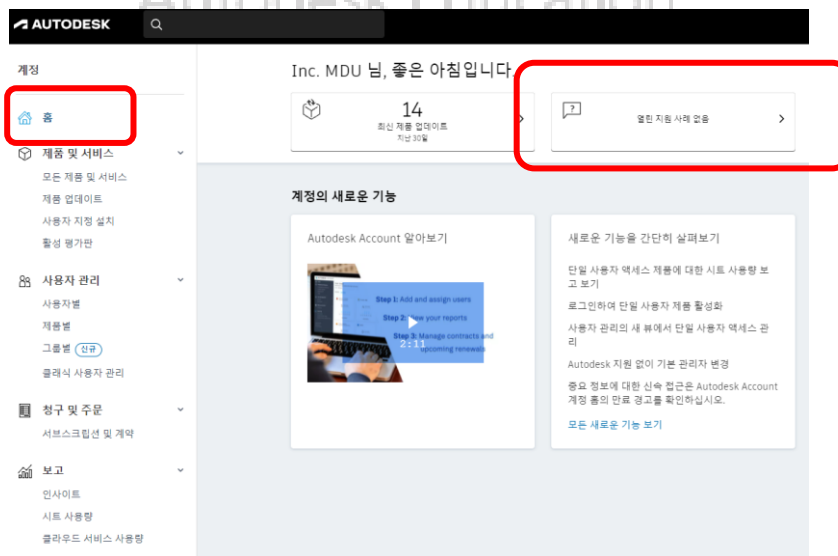 AUTODESK
계정
홈
제품 및 서비스
모든 제품 및 서비스
제품 업데이트
사용자 지정 설치
활성 평가판
사용자 관리
사용자별
제품별
그룹별 신규
클래식 사용자 관리
청구 및 주문
서브스크립션 및 계약
보고
인사이트
시트 사용량
클라우드 서비스 사용량
Inc. MDU 님, 좋은 아침입니다.
14
최신 제품 업데이트
지난 30일
열린 지원 사례 없음
계정의 새로운 기능
Autodesk Account 알아보기
Step 1: Add and assign users
Step 2: View your reports
Step 3: Manage contracts and
upcoming renewals
2:11
새로운 기능을 간단히 살펴보기
단일 사용자 액세스 제품에 대한 시트 사용량 보
고 보기
로그인하여 단일 사용자 제품 활성화
사용자 관리의 새 뷰에서 단일 사용자 액세스 관
리
Autodesk 지원 없이 기본 관리자 변경
중요 정보에 대한 신속 접근은 Autodesk Account
계정 홈의 만료 경고를 확인하십시오.
모든 새로운 기능 보기